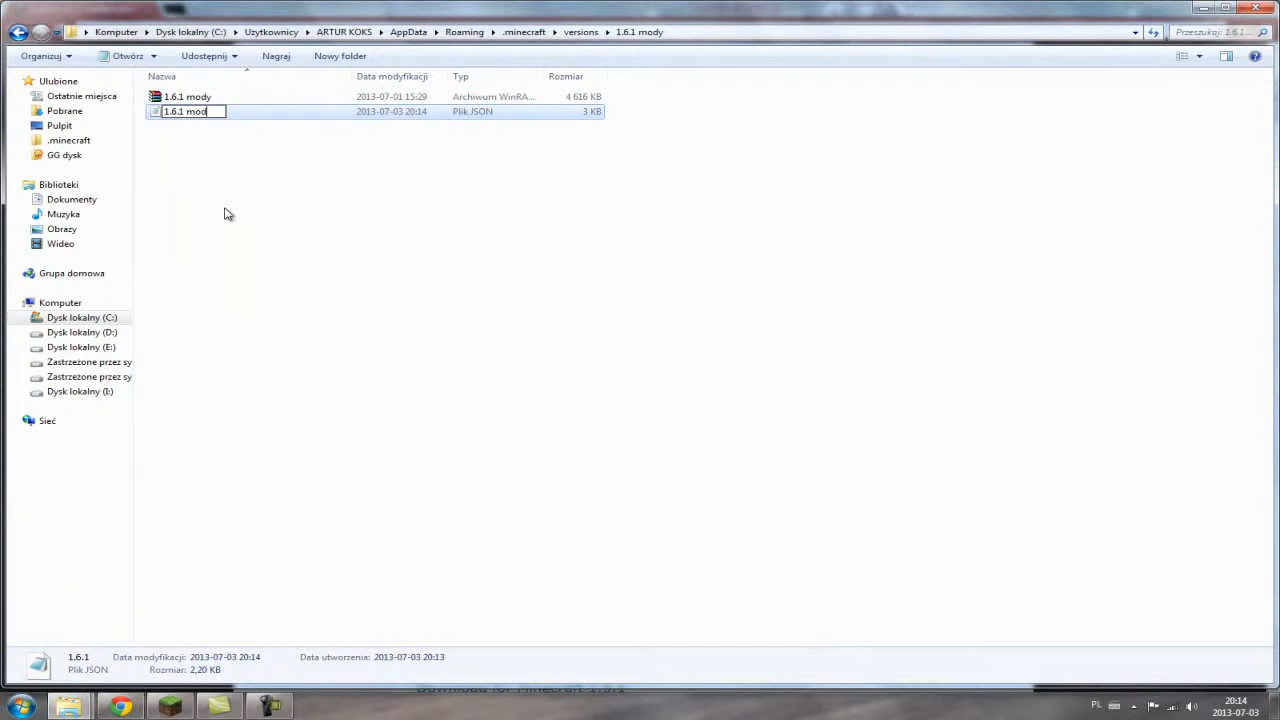 Komputer ▸ Dysk lokalny (C:) ▸ Użytkownicy ▸ ARTUR KOKS ▸ AppData ▸ Roaming ▸ .minecraft ▸ versions ▸ 1.6.1 mody
Przeszukaj: 1.6.1 ...
Organizuj Otwórz Udostępnij Nagraj New folder
Nazwa Data modyfikacji Typ Rozmiar
1.6.1 mody 2013-07-01 15:29 Archiwum WinRA... 4 616 KB
1.6.1 mod 2013-07-03 20:14 Plik JSON 3 KB
Ulubione
Ostatnie miejsca
Pobrane
Pulpit
.minecraft
GG dysk
Biblioteki
Dokumenty
Muzyka
Obrazy
Wideo
Grupa domowa
Komputer
Dysk lokalny (C:)
Dysk lokalny (D:)
Dysk lokalny (E:)
Zastrzeżone przez sy
Zastrzeżone przez sy
Dysk lokalny (I:)
Sieć
1.6.1 Data modyfikacji: 2013-07-03 20:14 Data utworzenia: 2013-07-03 20:13
Plik JSON Rozmiar: 2,20 KB
PL
20:14
2013-07-03